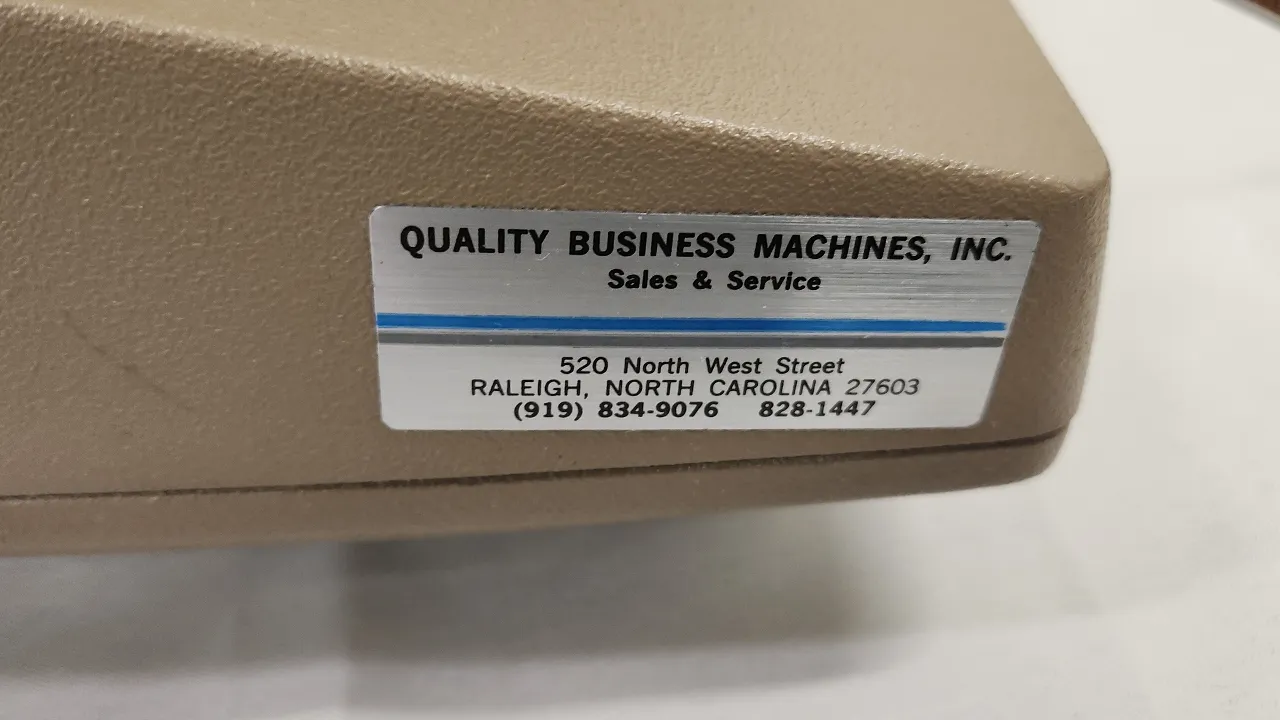 QUALITY BUSINESS MACHINES, INC.
Sales & Service
520 North West Street
RALEIGH, NORTH CAROLINA 27603
(919) 834-9076 828-1447